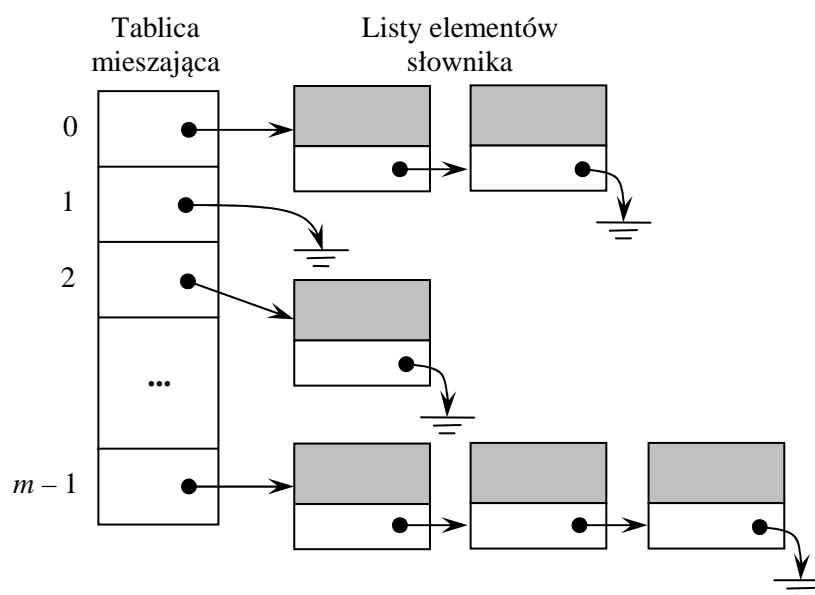 Tablica
mieszająca
Listy elementów
słownika
0
1
2
...
m – 1